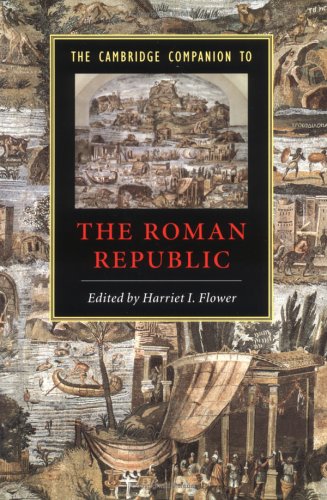 THE CAMBRIDGE COMPANION TO
THE ROMAN
REPUBLIC
Edited by Harriet I. Flower